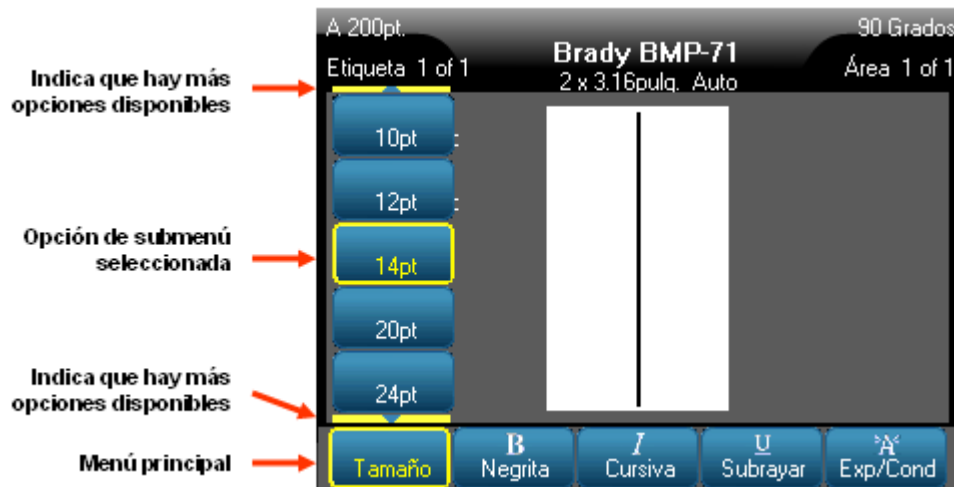 A 200pt.
90 Grados
Brady BMP-71
Etiqueta 1 of 1
2 x 3.16pulq. Auto
Área 1 of 1
Indica que hay más
opciones disponibles
10pt
12pt
Opción de submenú
seleccionada
14pt
20pt
Indica que hay más
opciones disponibles
24pt
Menú principal
Tamaño
B
Negrita
I
Cursiva
U
Subrayar
"A"
Exp/Cond